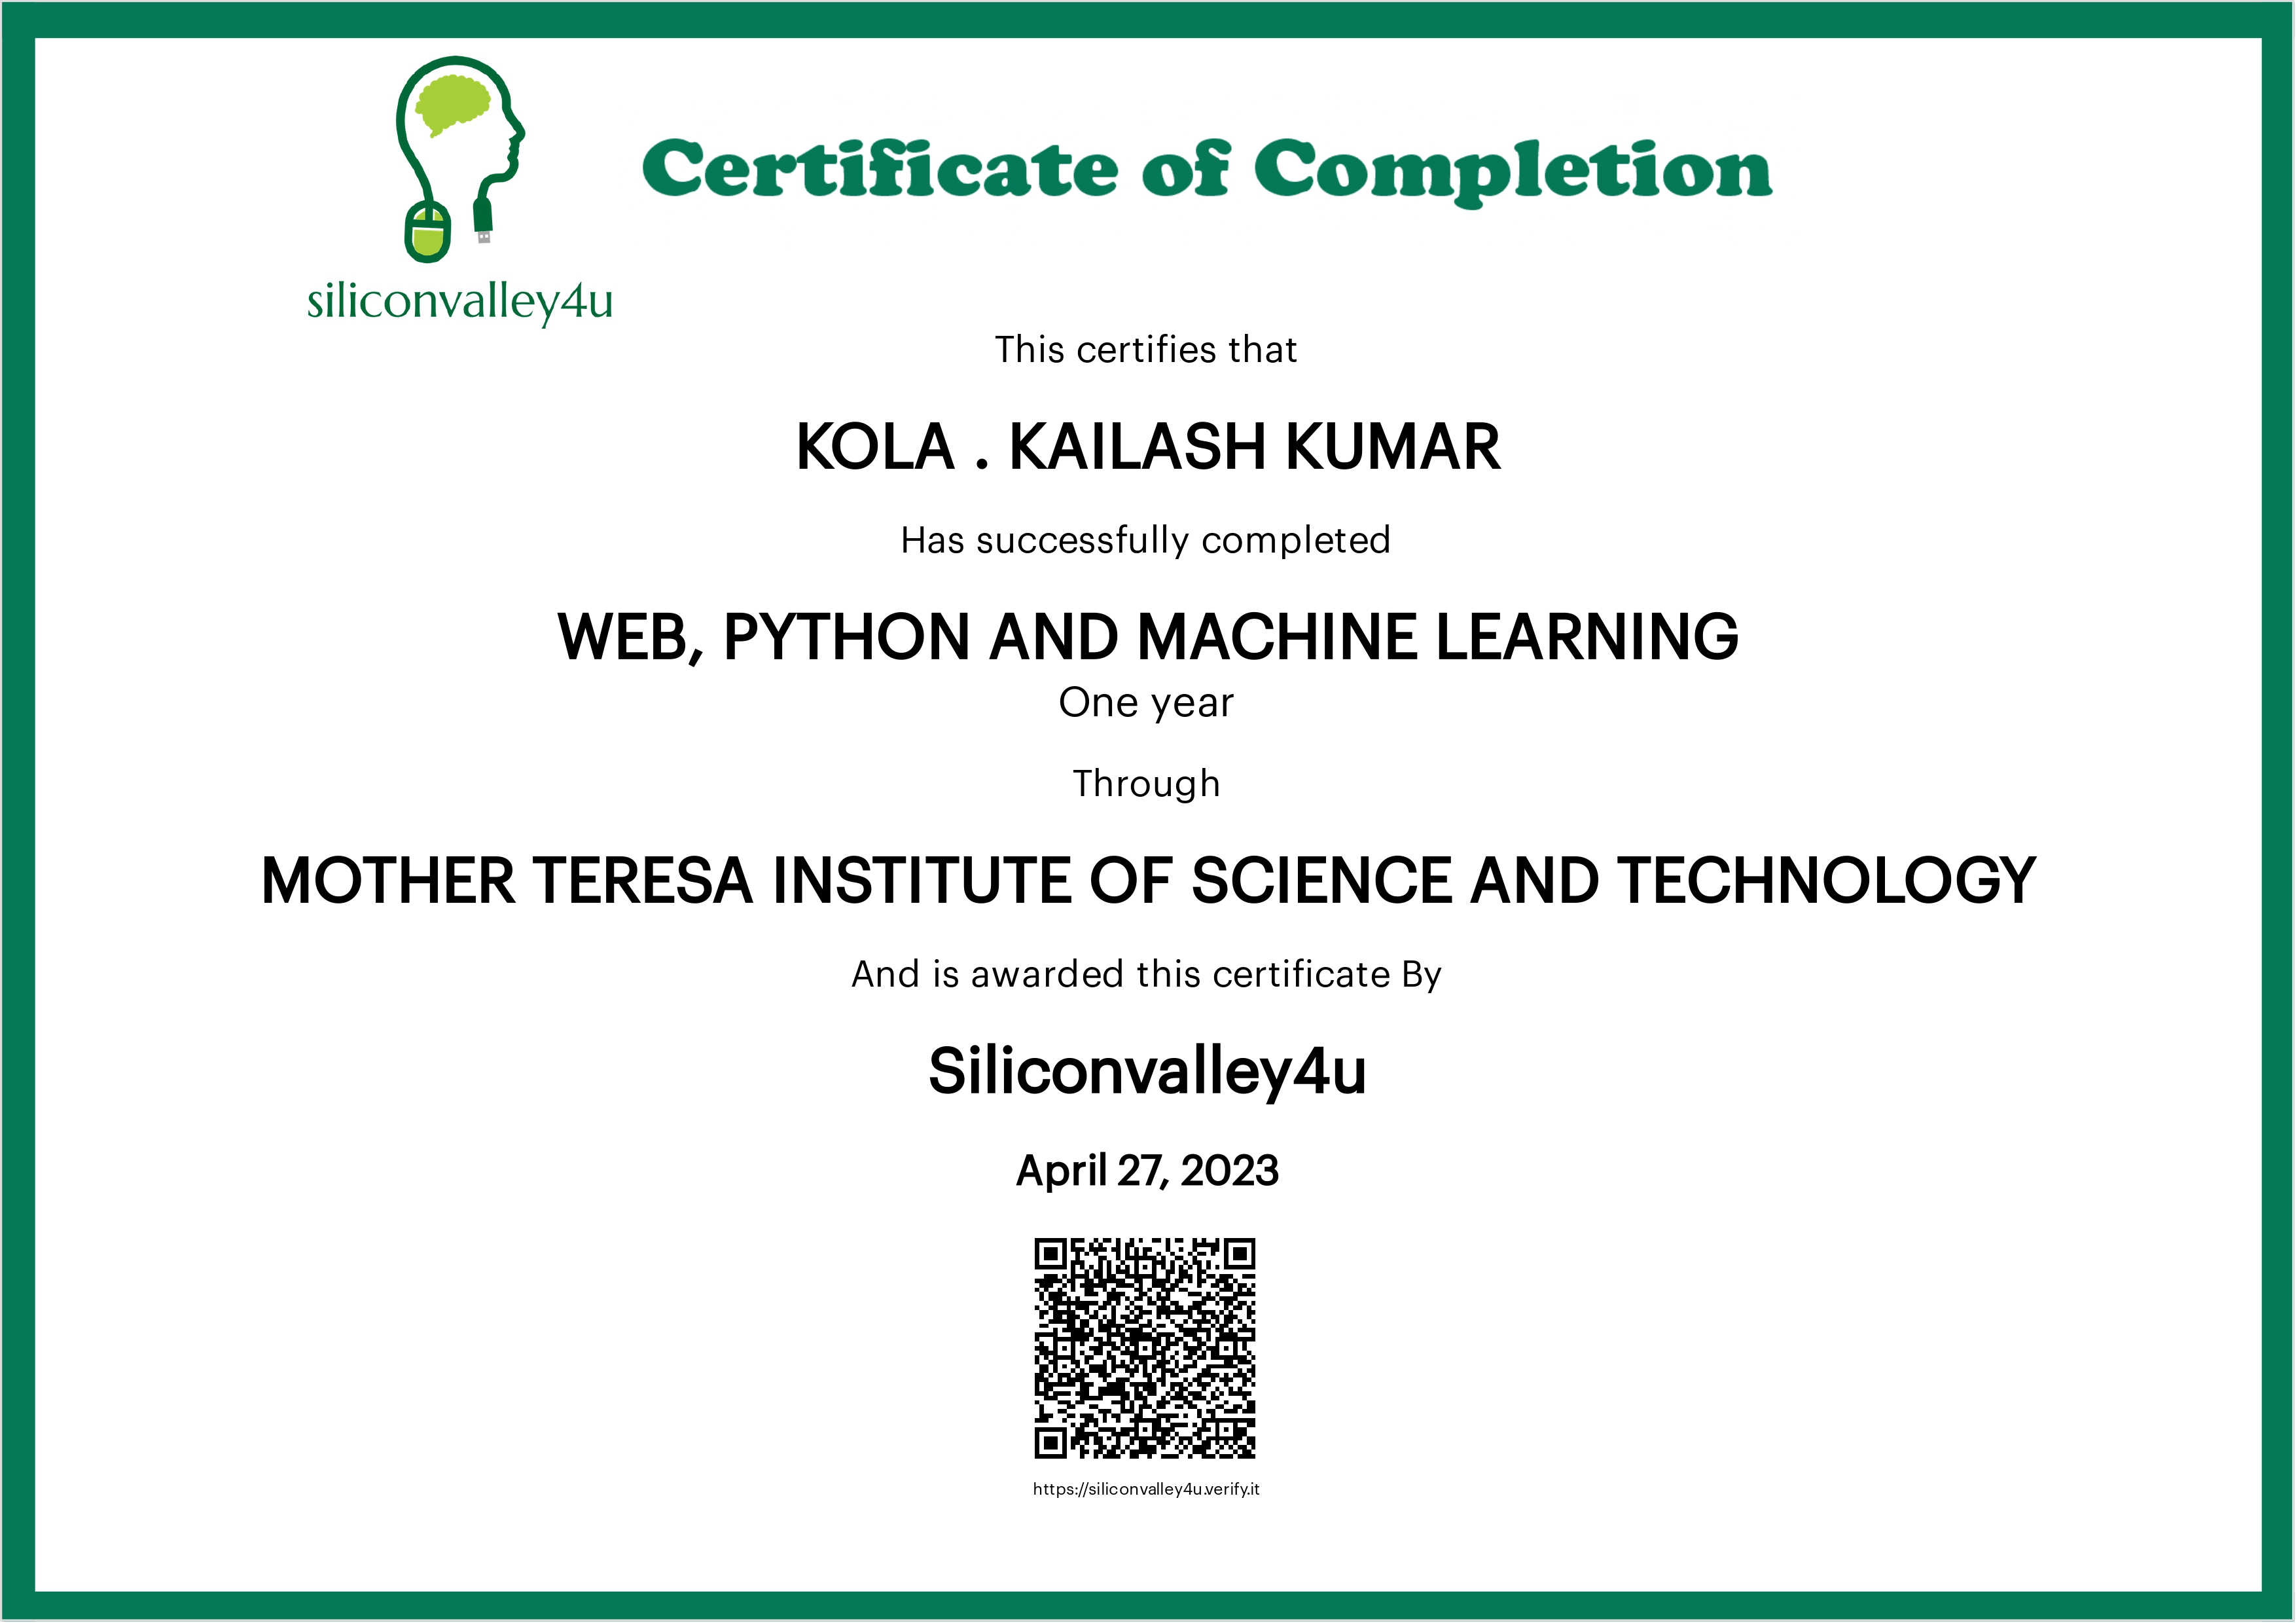 Certificate of Completion
siliconvalley4u
This certifies that
KOLA . KAILASH KUMAR
Has successfully completed
WEB, PYTHON AND MACHINE LEARNING
One year
Through
MOTHER TERESA INSTITUTE OF SCIENCE AND TECHNOLOGY
And is awarded this certificate By
Siliconvalley4u
April 27, 2023
https://siliconvalley4u.verify.it